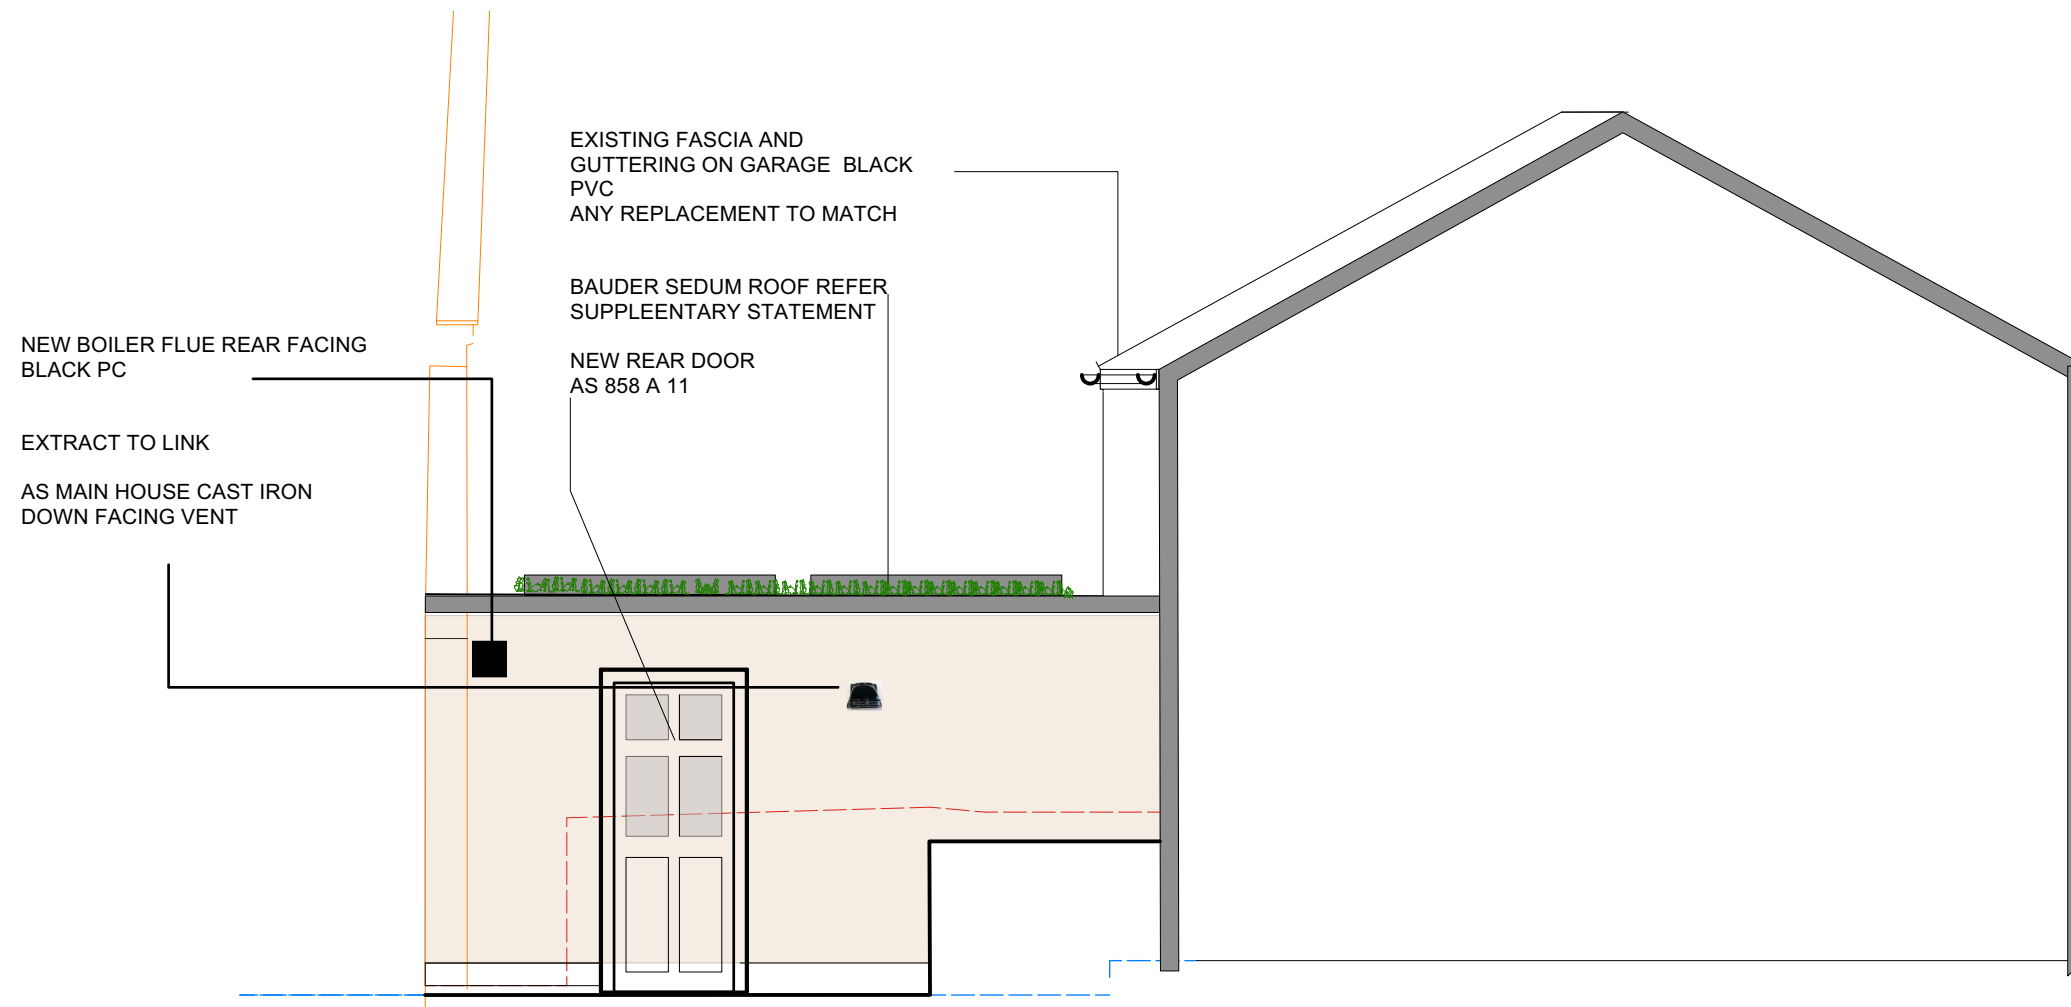 EXISTING FASCIA AND
GUTTERING ON GARAGE BLACK
PVC
ANY REPLACEMENT TO MATCH
BAUDER SEDUM ROOF REFER
SUPPLEENTARY STATEMENT
NEW REAR DOOR
AS 858 A 11
NEW BOILER FLUE REAR FACING
BLACK PC
EXTRACT TO LINK
AS MAIN HOUSE CAST IRON
DOWN FACING VENT